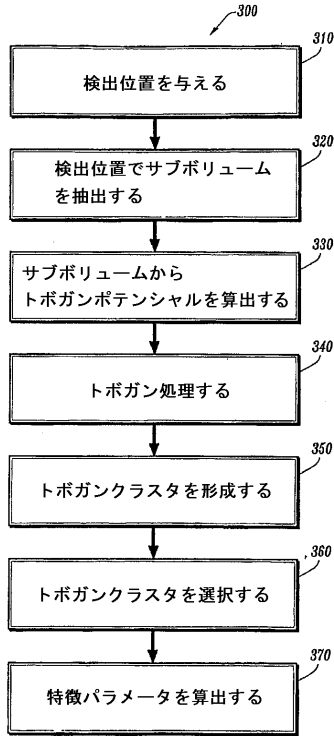 300
310
検出位置を与える
320
検出位置でサブボリューム
を抽出する
330
サブボリュームから
トボガンポテンシャルを算出する
340
トボガン処理する
350
トボガンクラスタを形成する
360
トボガンクラスタを選択する
370
特徴パラメータを算出する